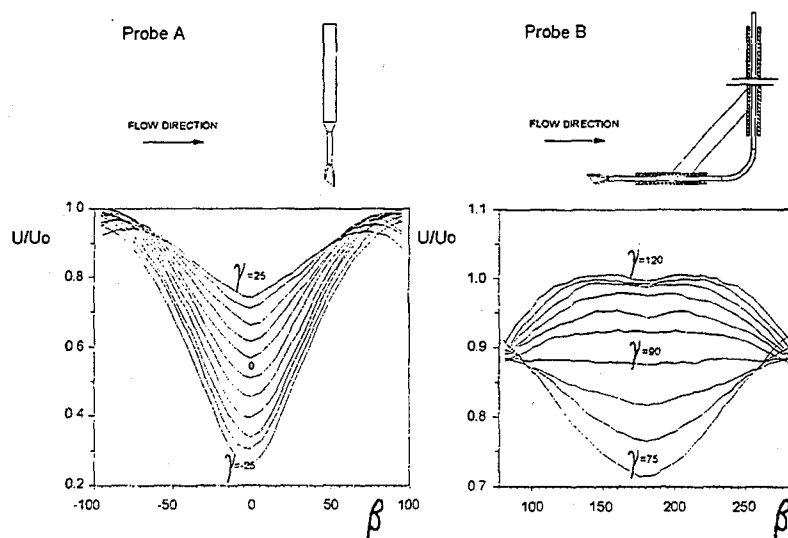 Probe A
FLOW DIRECTION
U/Uo
1.0
0.8
0.6
0.4
0.2
γ=25
0
γ=-25
-100
-50
0
50
100
β
Probe B
FLOW DIRECTION
U/Uo
1.1
1.0
0.9
0.8
0.7
γ=120
γ=90
γ=75
100
150
200
250
β